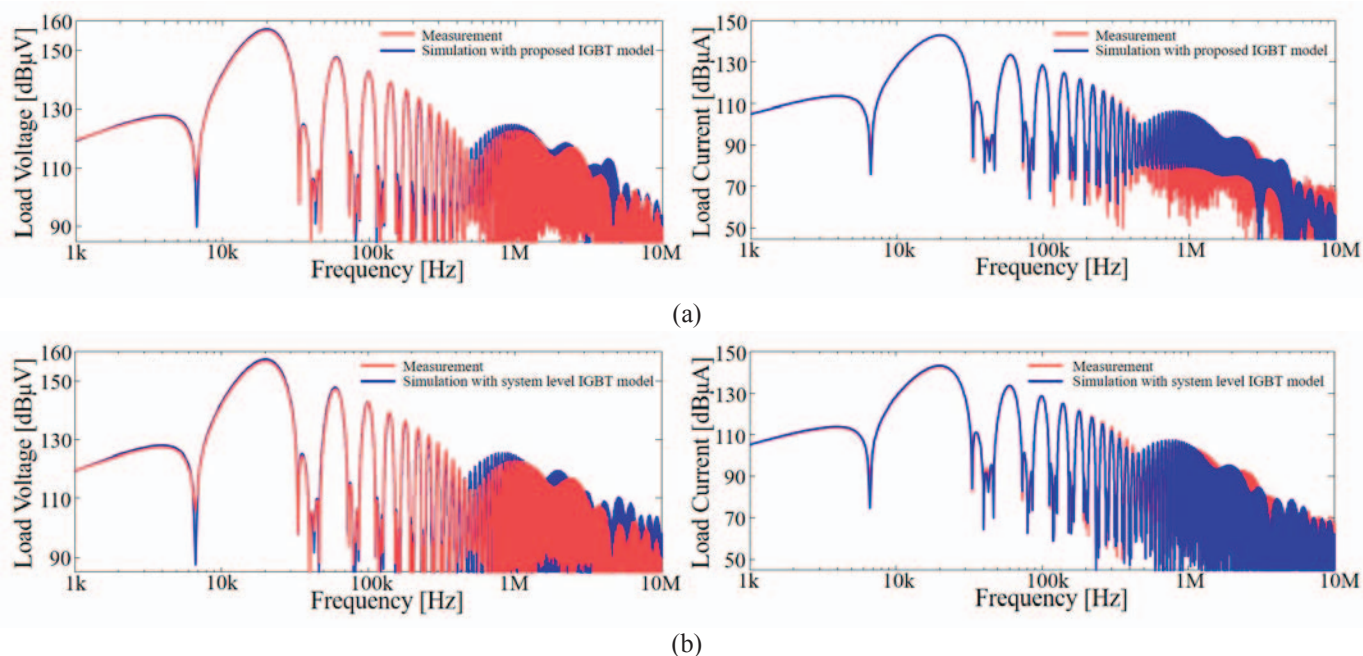 160
150
130
110
90
Load Voltage [dBµV]
Measurement
Simulation with proposed IGBT model
1k
10k
100k
1M
10M
Frequency [Hz]
150
130
110
90
70
50
Load Current [dBµA]
Measurement
Simulation with proposed IGBT model
1k
10k
100k
1M
10M
Frequency [Hz]
(a)
160
150
130
110
90
Load Voltage [dBµV]
Measurement
Simulation with system level IGBT model
1k
10k
100k
1M
10M
Frequency [Hz]
150
130
110
90
70
50
Load Current [dBµA]
Measurement
Simulation with system level IGBT model
1k
10k
100k
1M
10M
Frequency [Hz]
(b)